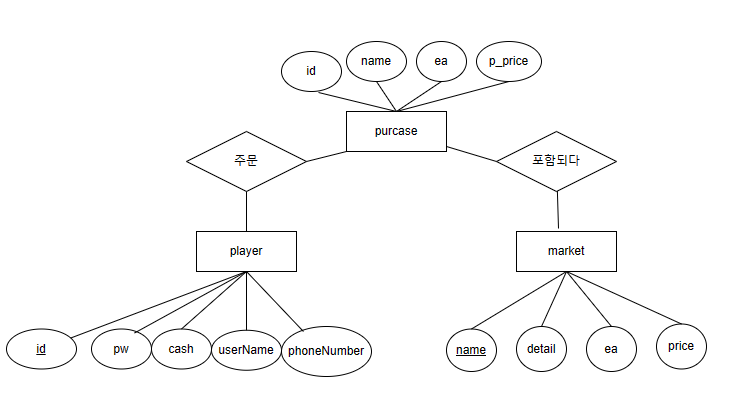 id
name
ea
p_price
purcase
주문
포함되다
player
market
id
pw
cash
userName
phoneNumber
name
detail
ea
price